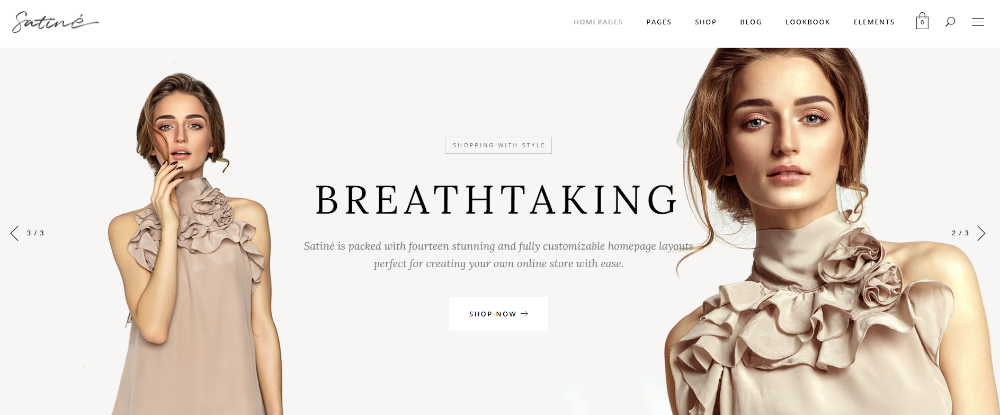 Satiné
HOMEPAGES PAGES SHOP BLOG LOOKBOOK ELEMENTS 0
SHOPPING WITH STYLE
BREATHTAKING
3 / 3
2 / 3
Satiné is packed with fourteen stunning and fully customizable homepage layouts
perfect for creating your own online store with ease.
SHOP NOW →